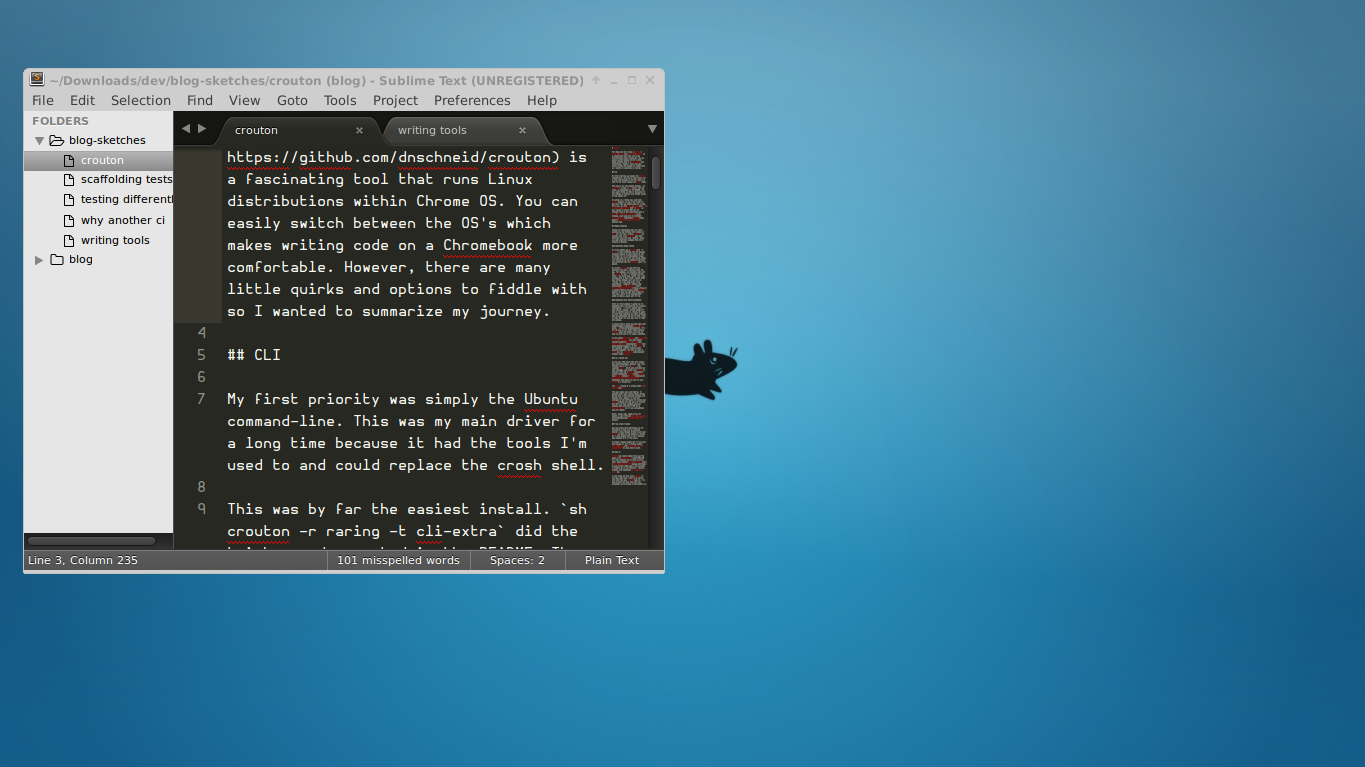 ~/Downloads/dev/blog-sketches/crouton (blog) - Sublime Text (UNREGISTERED)
File Edit Selection Find View Goto Tools Project Preferences Help
FOLDERS
blog-sketches
crouton
scaffolding tests
testing different
why another ci
writing tools
blog
crouton
writing tools
https://github.com/dnschneid/crouton) is
a fascinating tool that runs Linux
distributions within Chrome OS. You can
easily switch between the OS's which
makes writing code on a Chromebook more
comfortable. However, there are many
little quirks and options to fiddle with
so I wanted to summarize my journey.
4
5 ## CLI
6
7 My first priority was simply the Ubuntu
command-line. This was my main driver for
a long time because it had the tools I'm
used to and could replace the crosh shell.
8
9 This was by far the easiest install. `sh
crouton -r raring -t cli-extra` did the
Line 3, Column 235
101 misspelled words
Spaces: 2
Plain Text